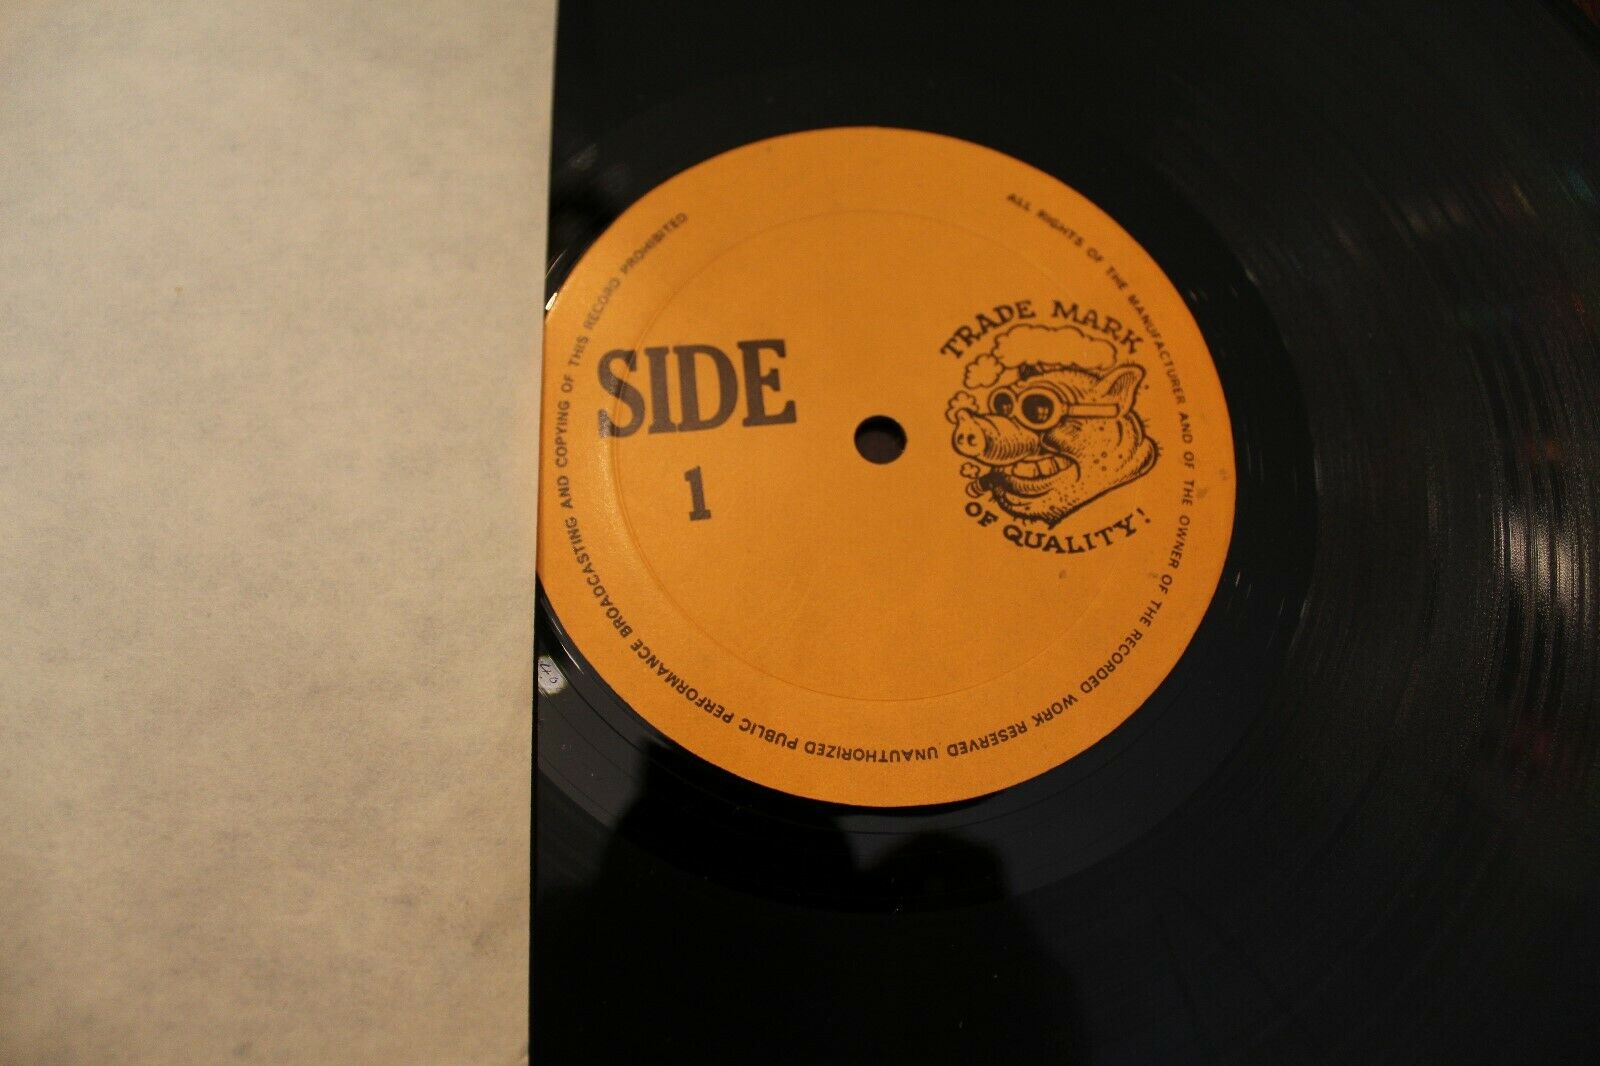 SIDE
1
TRADE MARK
OF QUALITY!
ALL RIGHTS OF THE MANUFACTURER AND OF THE OWNER OF THE RECORDED WORK RESERVED UNAUTHORIZED PUBLIC PERFORMANCE BROADCASTING AND COPYING OF THIS RECORD PROHIBITED